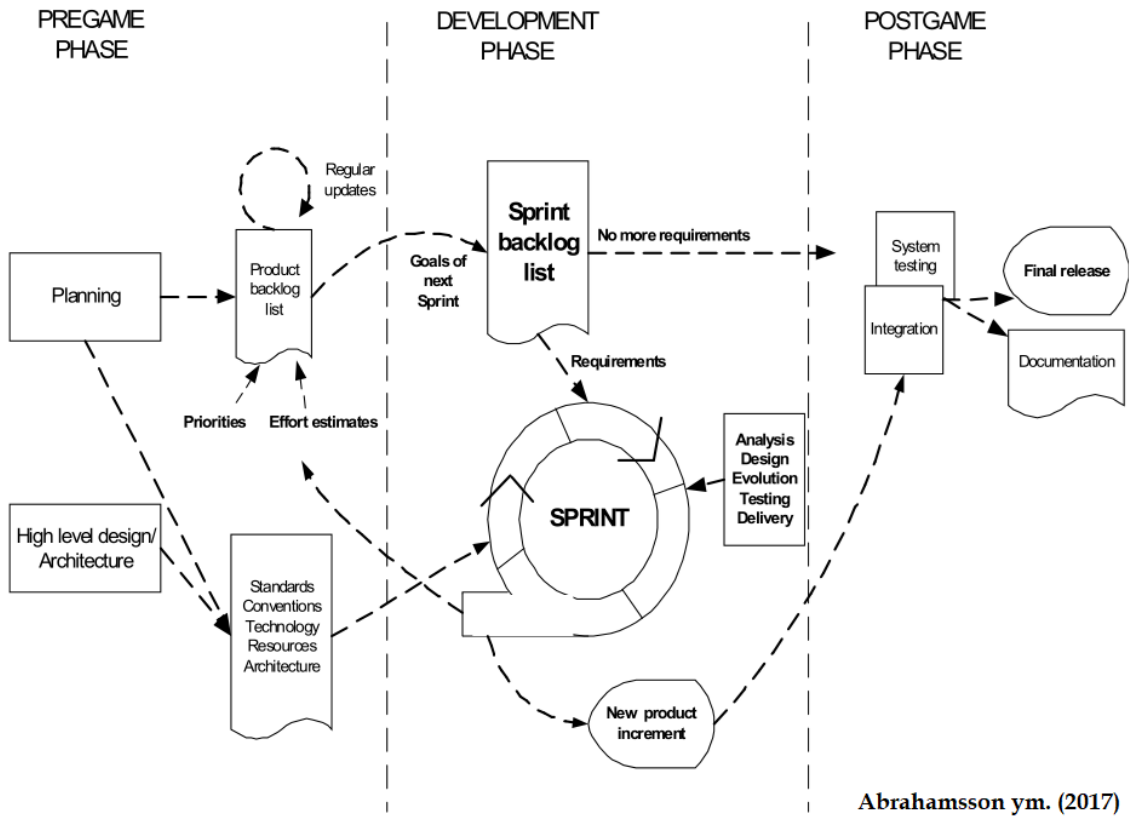 PREGAME
PHASE
DEVELOPMENT
PHASE
POSTGAME
PHASE
Regular
updates
Planning
Product
backlog
list
Priorities
Effort estimates
High level design/
Architecture
Standards
Conventions
Technology
Resources
Architecture
Goals of
next
Sprint
Sprint
backlog
list
No more requirements
Requirements
SPRINT
Analysis
Design
Evolution
Testing
Delivery
New product
increment
System
testing
Integration
Final release
Documentation
Abrahamsson ym. (2017)